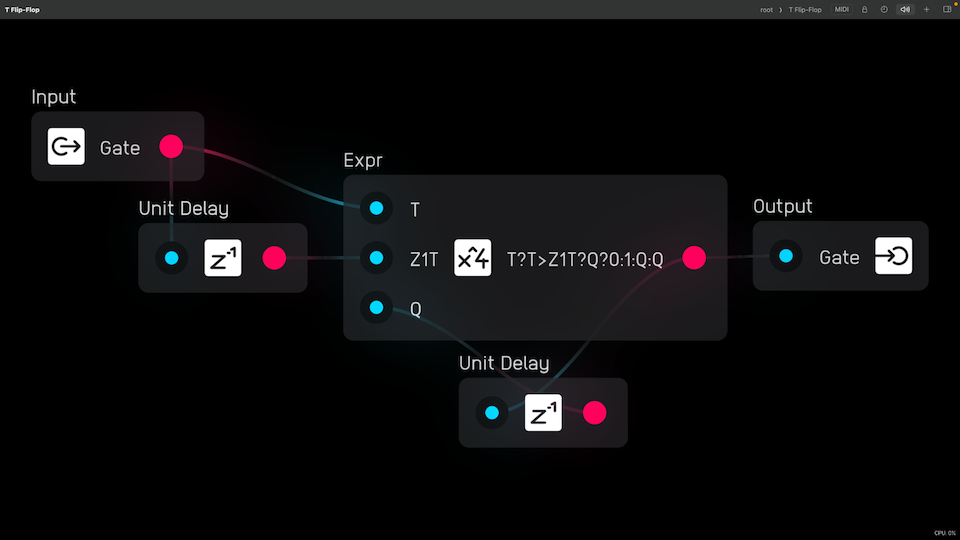 T Flip-Flop
root > T Flip-Flop MIDI
Input
Gate
Unit Delay
z-1
Expr
T
Z1T
Q
x^4
T?T>Z1T?Q?0:1:Q:Q
Output
Gate
Unit Delay
z-1
CPU: 0%